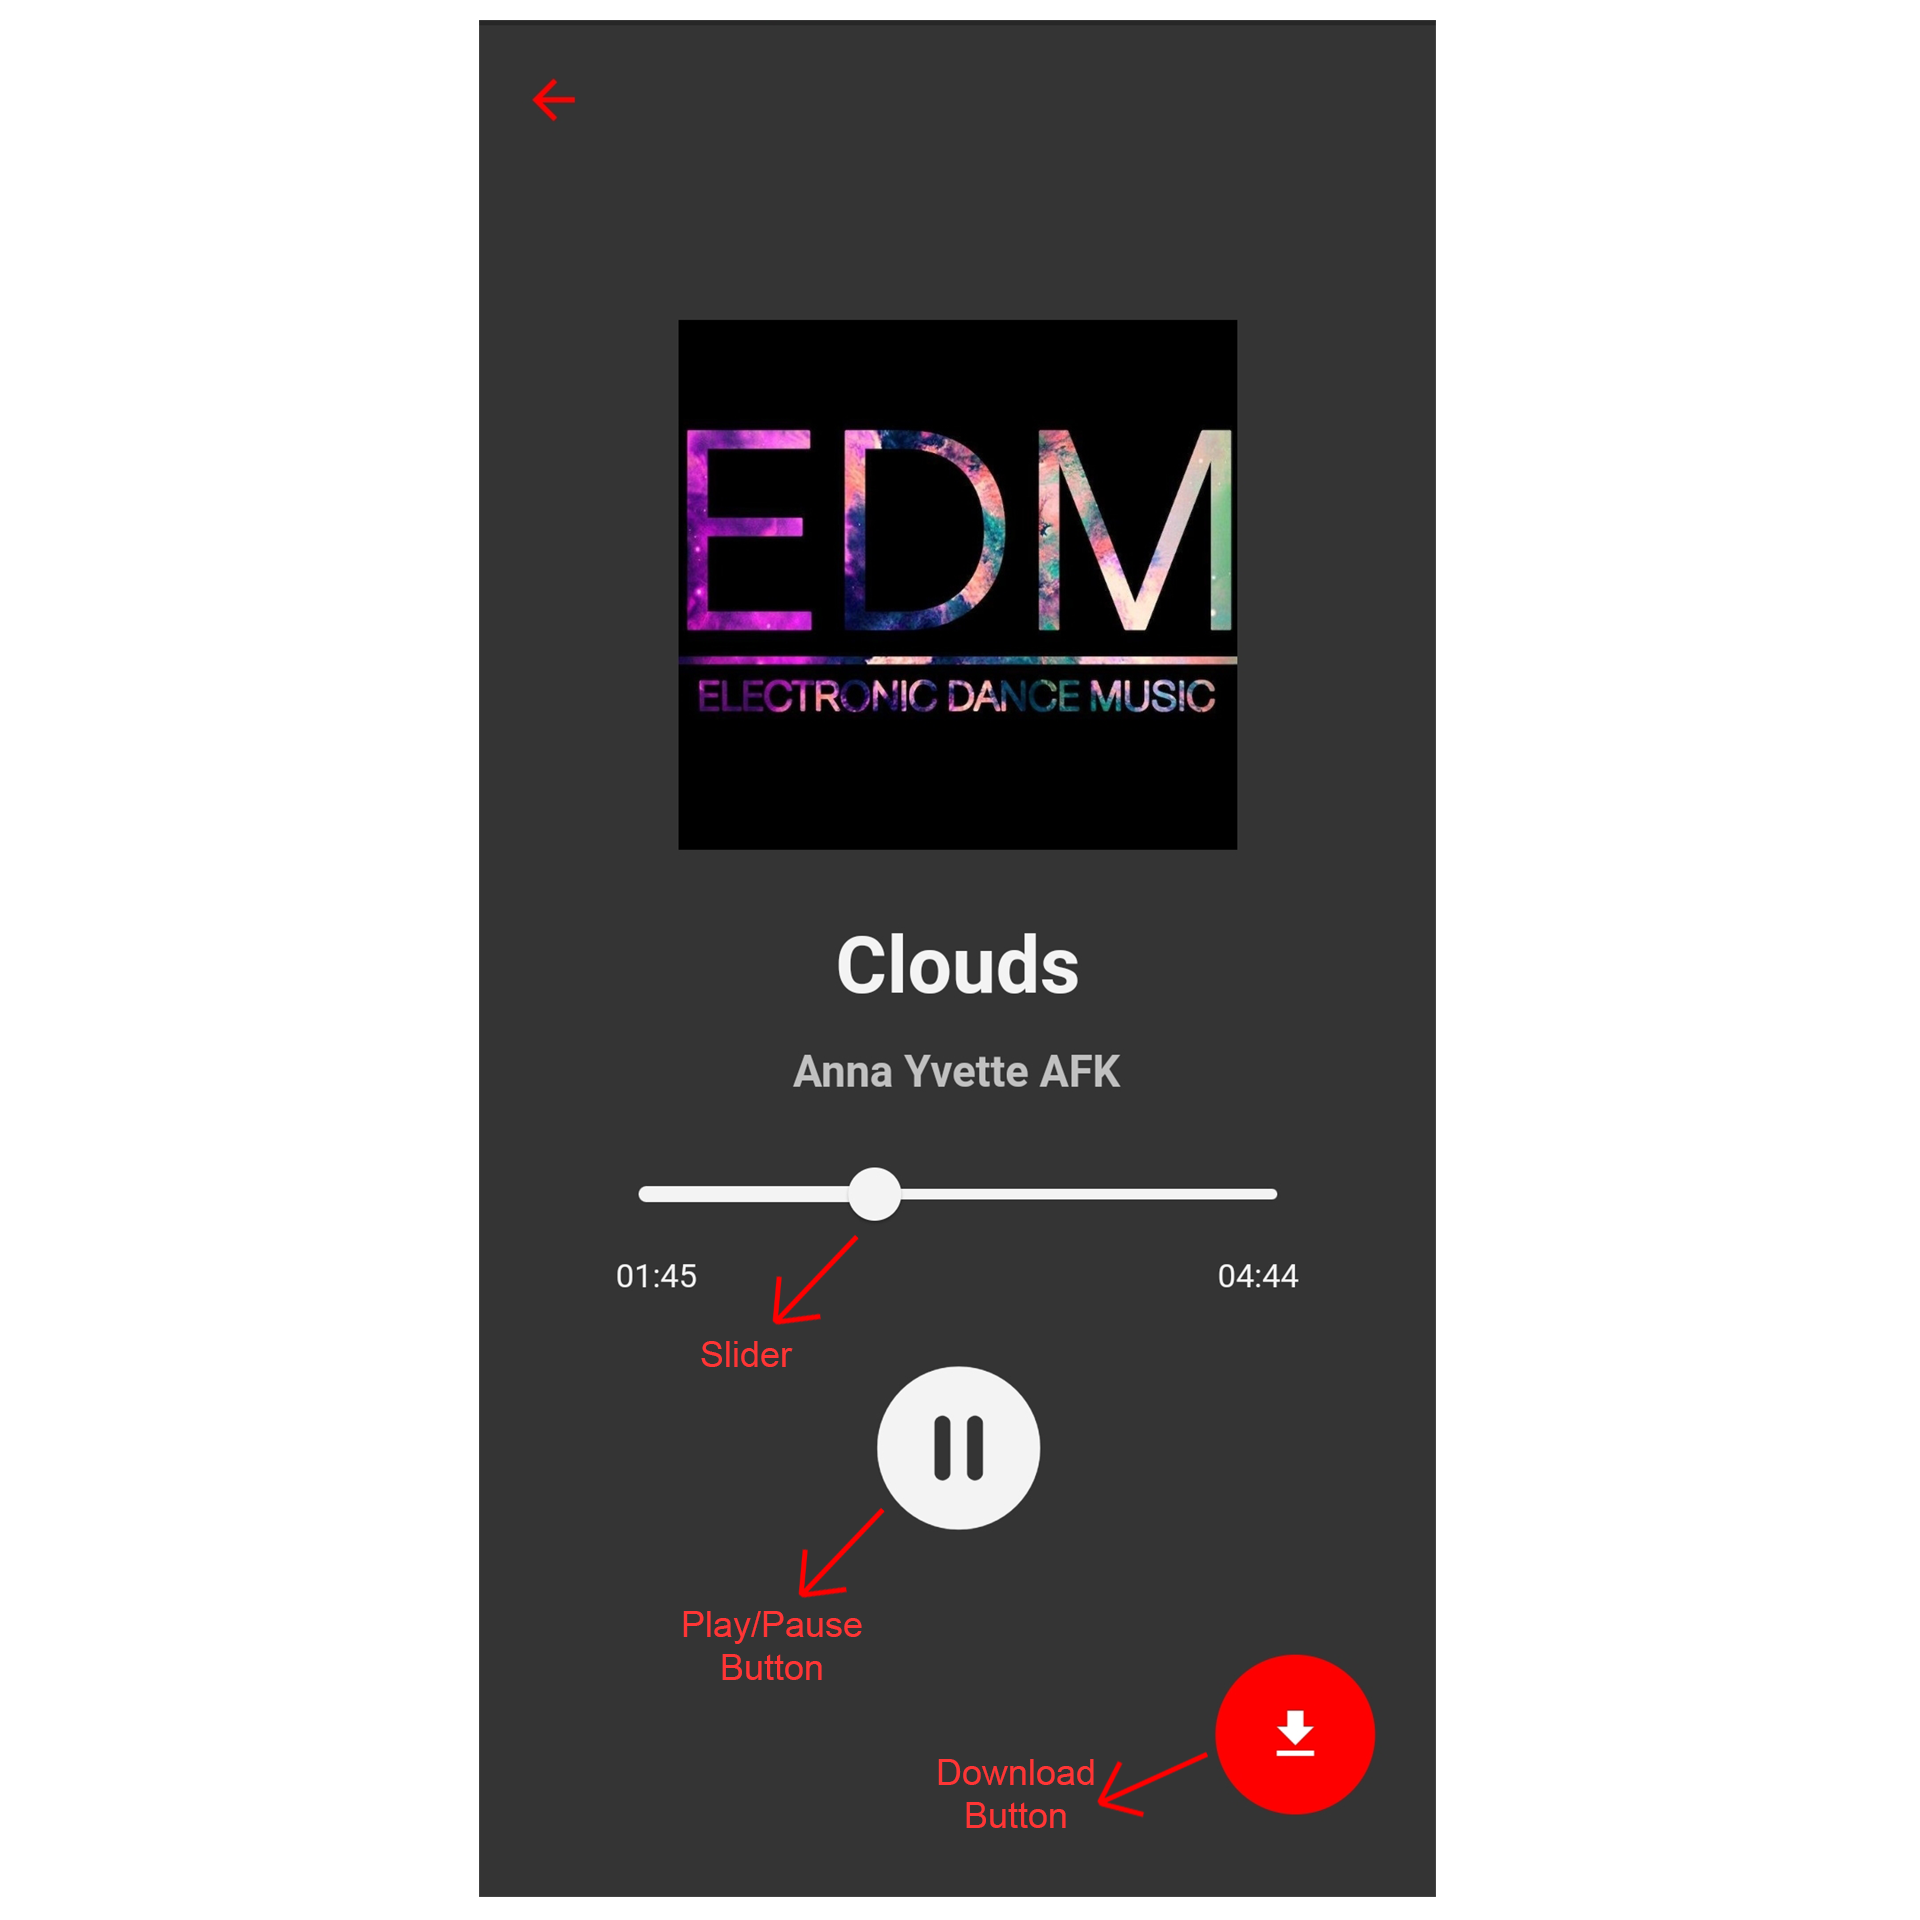 EDM
ELECTRONIC DANCE MUSIC
Clouds
Anna Yvette AFK
01:45
04:44
Slider
Play/Pause
Button
Download
Button